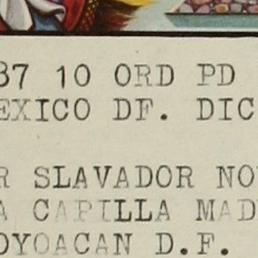 37 10 ORD PD
EXICO DF. DIC
R SLAVADOR NO
A CAPILLA MAD
OYOACAN D.F.